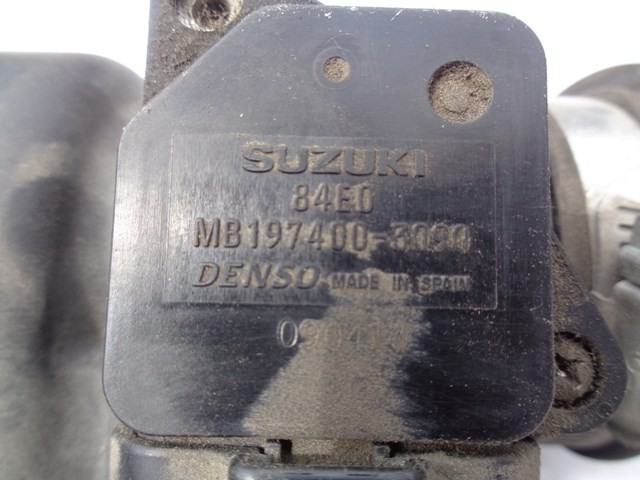 SUZUKI
84E0
MB197400-3090
DENSO MADE IN SPAIN